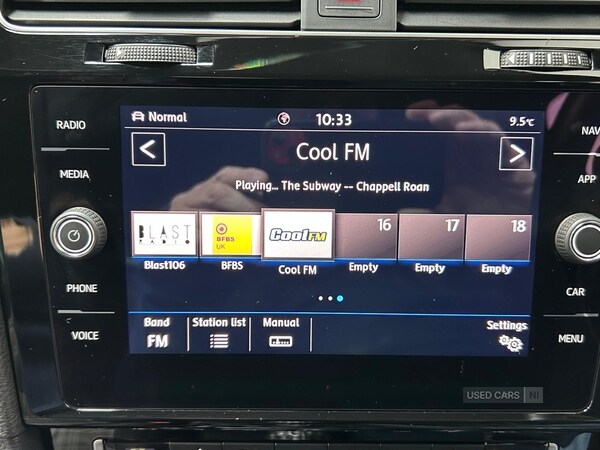 Normal 10:33 9.5°C
RADIO
NAV
< Cool FM >
MEDIA
APP
Playing... The Subway -- Chappell Roan
BLAST RADIO
BFBS UK
Cool FM
16 17 18
Blast106 BFBS Cool FM Empty Empty Empty
PHONE
CAR
Band Station list Manual Settings
FM
VOICE
MENU
USED CARS NI